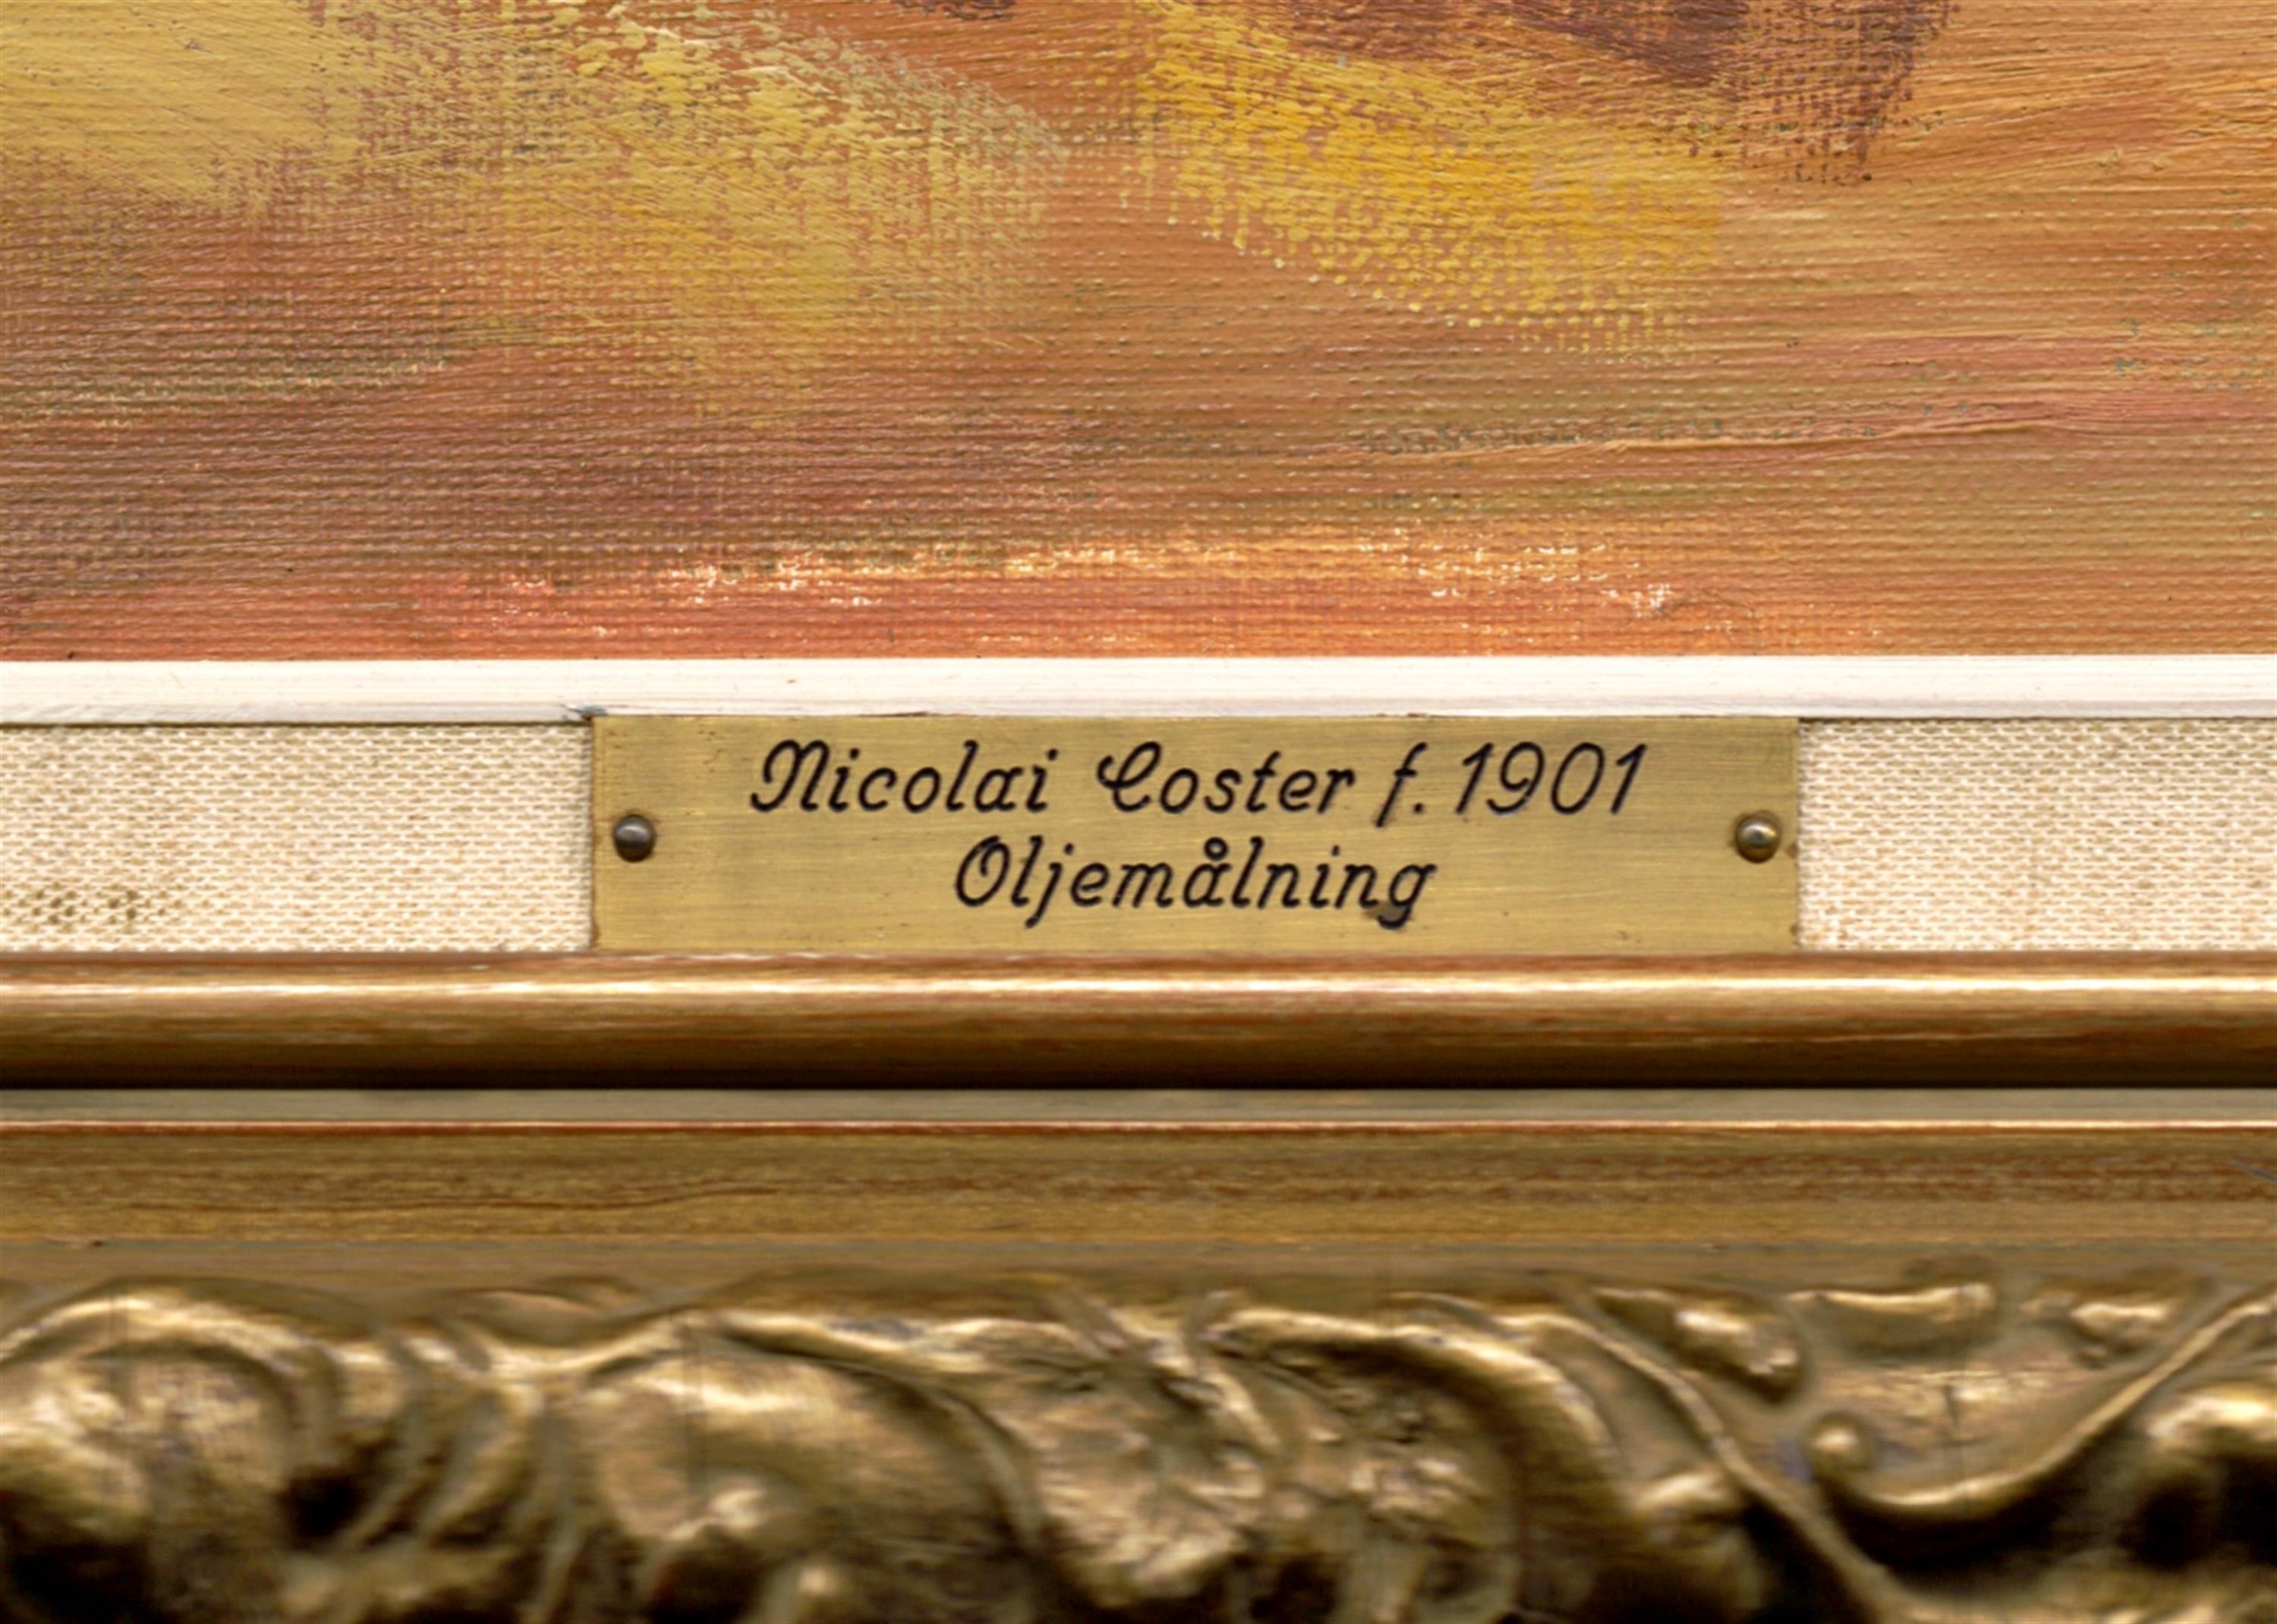 Nicolai Coster f. 1901
Oljemålning